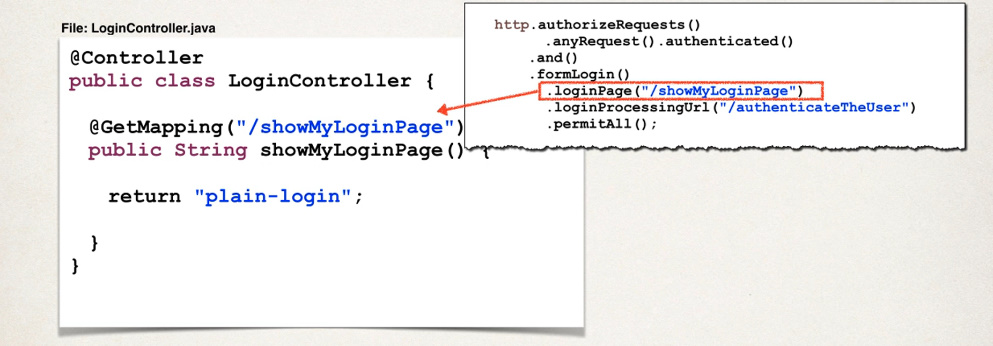 File: LoginController.java
@Controller
public class LoginController {
@GetMapping("/showMyLoginPage")
public String showMyLoginPage() {
return "plain-login";
}
}
http.authorizeRequests()
.anyRequest().authenticated()
.and()
.formLogin()
.loginPage("/showMyLoginPage")
.loginProcessingUrl("/authenticateTheUser")
.permitAll();